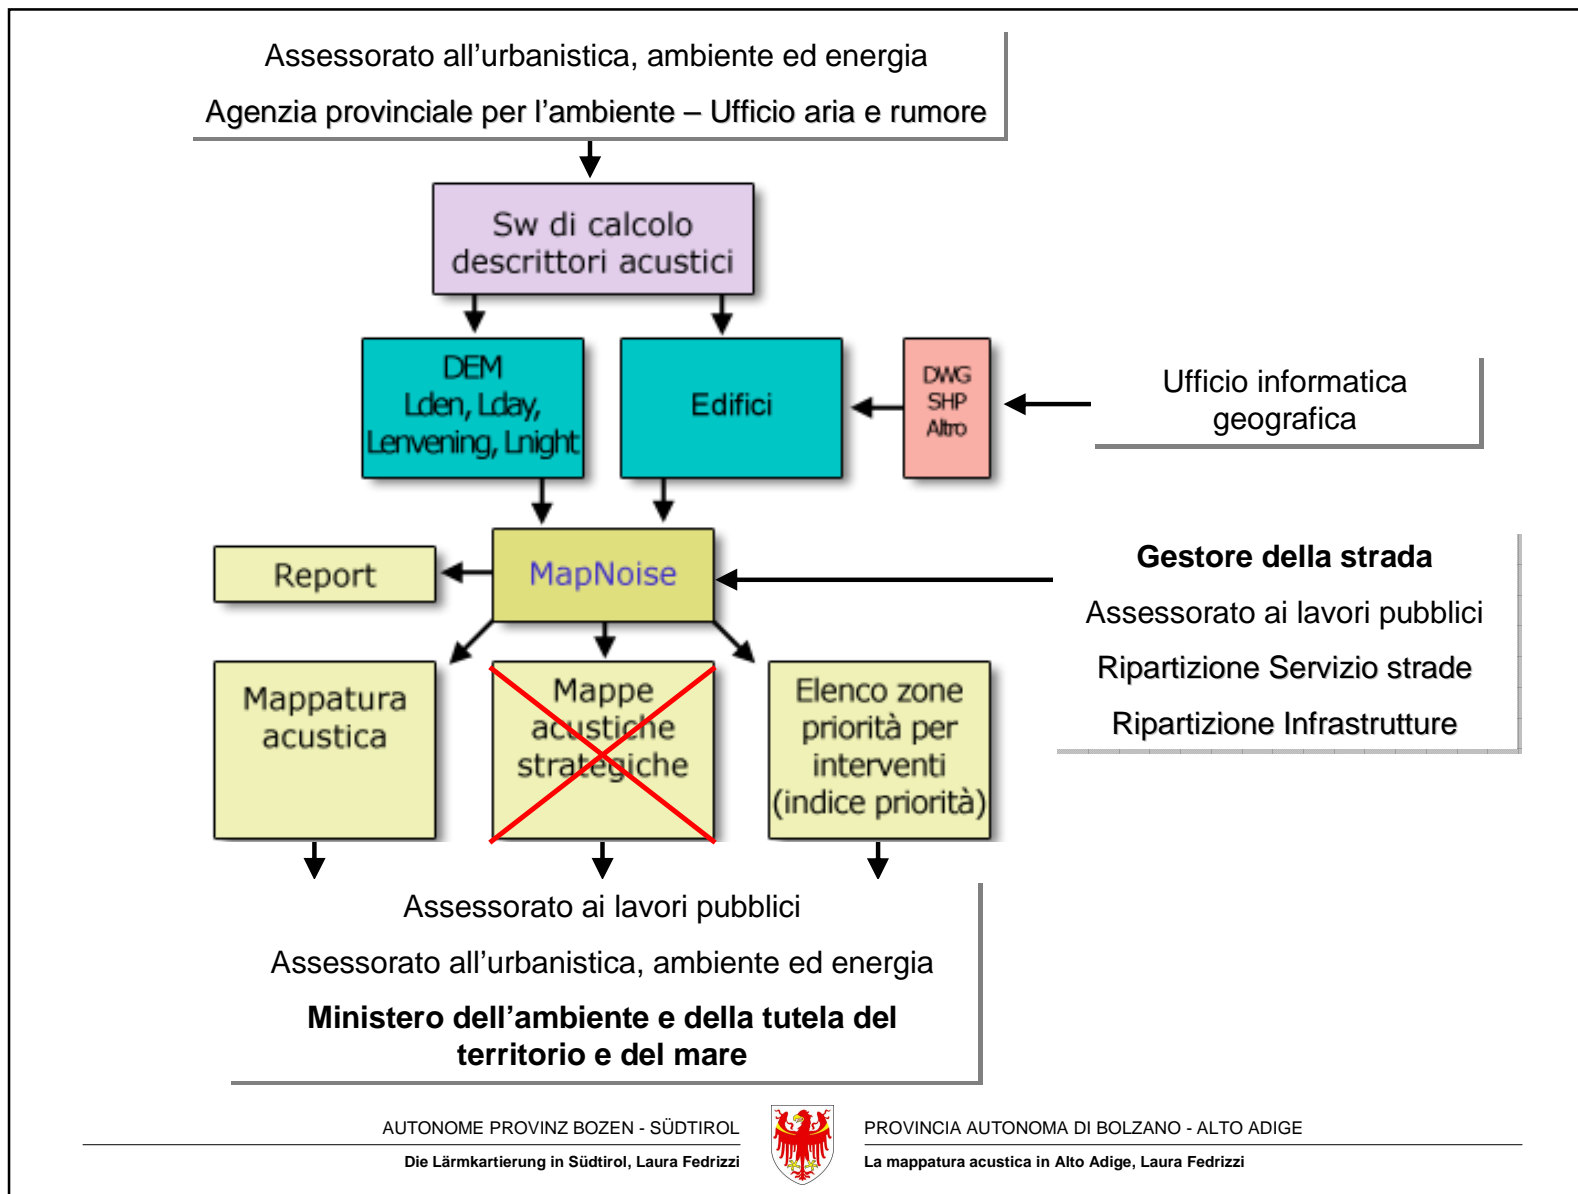 Assessorato all'urbanistica, ambiente ed energia
Agenzia provinciale per l'ambiente – Ufficio aria e rumore
Sw di calcolo
descrittori acustici
DEM
Lden, Lday,
Lenvening, Lnight
Edifici
DWG
SHP
Altro
Ufficio informatica
geografica
Report
MapNoise
Gestore della strada
Assessorato ai lavori pubblici
Ripartizione Servizio strade
Ripartizione Infrastrutture
Mappatura
acustica
Mappe
acustiche
strategiche
Elenco zone
priorità per
interventi
(indice priorità)
Assessorato ai lavori pubblici
Assessorato all'urbanistica, ambiente ed energia
Ministero dell'ambiente e della tutela del
territorio e del mare
AUTONOME PROVINZ BOZEN - SÜDTIROL
Die Lärmkartierung in Südtirol, Laura Fedrizzi
PROVINCIA AUTONOMA DI BOLZANO - ALTO ADIGE
La mappatura acustica in Alto Adige, Laura Fedrizzi